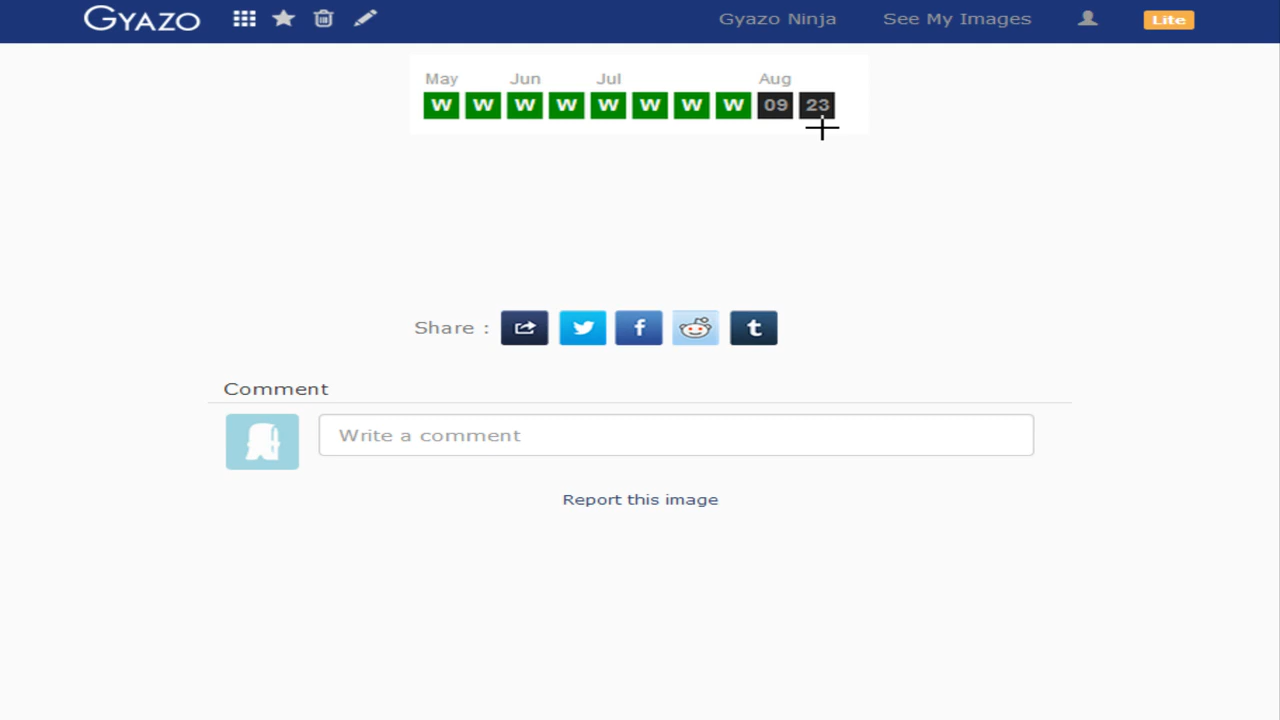 GYAZO Gyazo Ninja See My Images Lite
May Jun Jul Aug
W W W W W W W W 09 23
Share : f t
Comment
Write a comment
Report this image